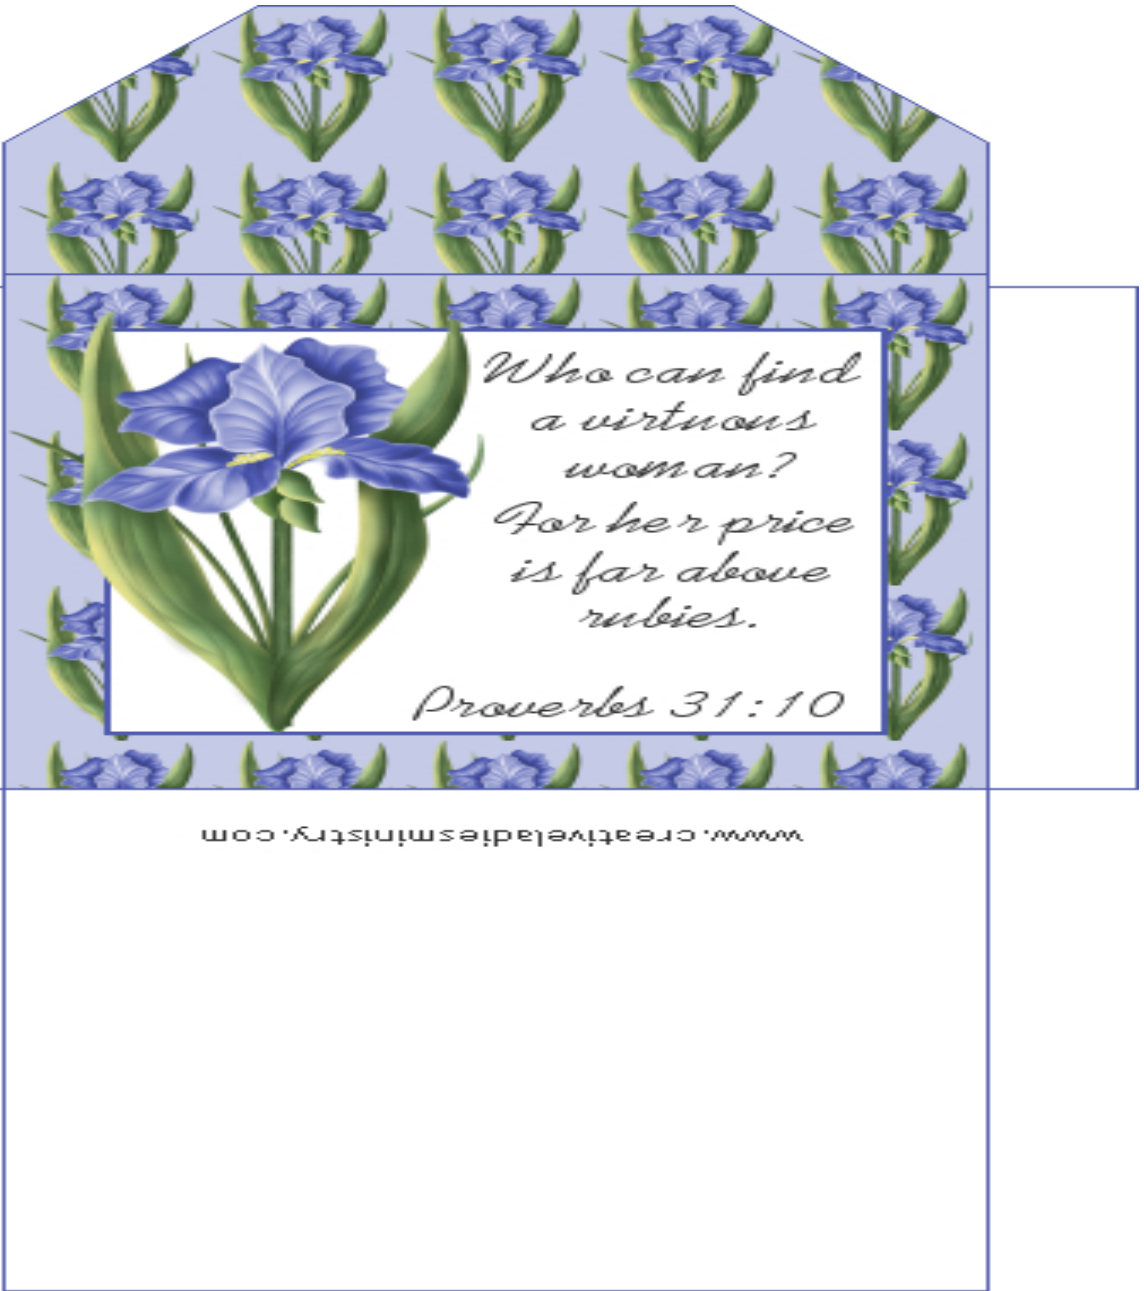 Who can find
a virtuous
woman?
For her price
is far above
rubies.
Proverbs 31:10
www.creativeladiesministry.com